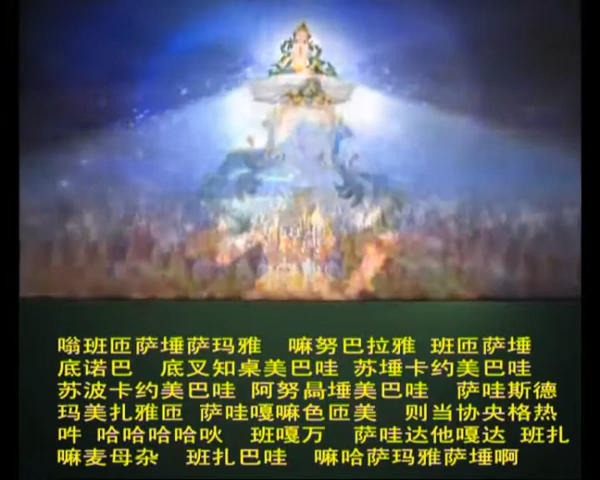 嗡班匝萨埵萨玛雅 嘛努巴拉雅 班匝萨埵
底诺巴 底叉知桌美巴哇 苏埵卡约美巴哇
苏波卡约美巴哇 阿努晑埵美巴哇 萨哇斯德
玛美扎雅匝 萨哇嘎嘛色匝美 则当协央格热
吽 哈哈哈哈吙 班嘎万 萨哇达他嘎达 班扎
嘛麦母杂 班扎巴哇 嘛哈萨玛雅萨埵啊